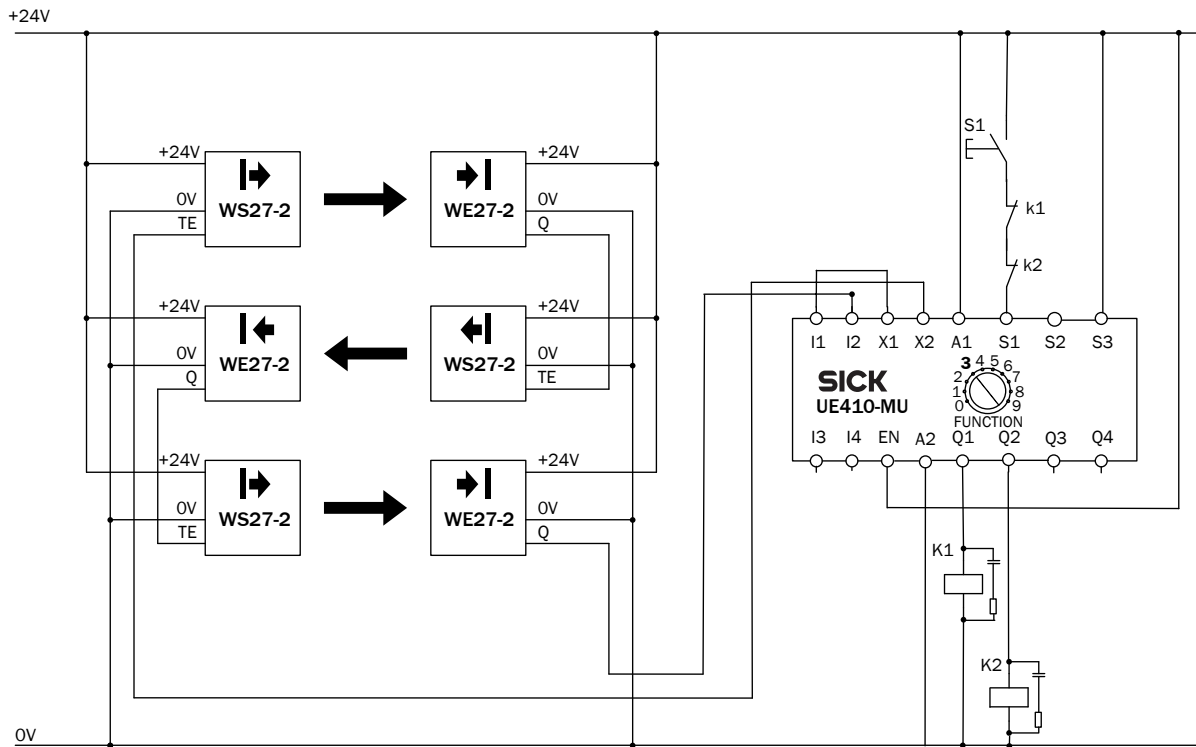 +24V
+24V
WS27-2
0V
TE
+24V
WE27-2
0V
Q
+24V
WE27-2
0V
Q
+24V
WS27-2
0V
TE
+24V
WS27-2
0V
TE
+24V
WE27-2
0V
Q
S1
k1
k2
I1 I2 X1 X2 A1 S1 S2 S3
SICK
UE410-MU
0 1 2 3 4 5 6 7 8 9
FUNCTION
I3 I4 EN A2 Q1 Q2 Q3 Q4
K1
K2
0V